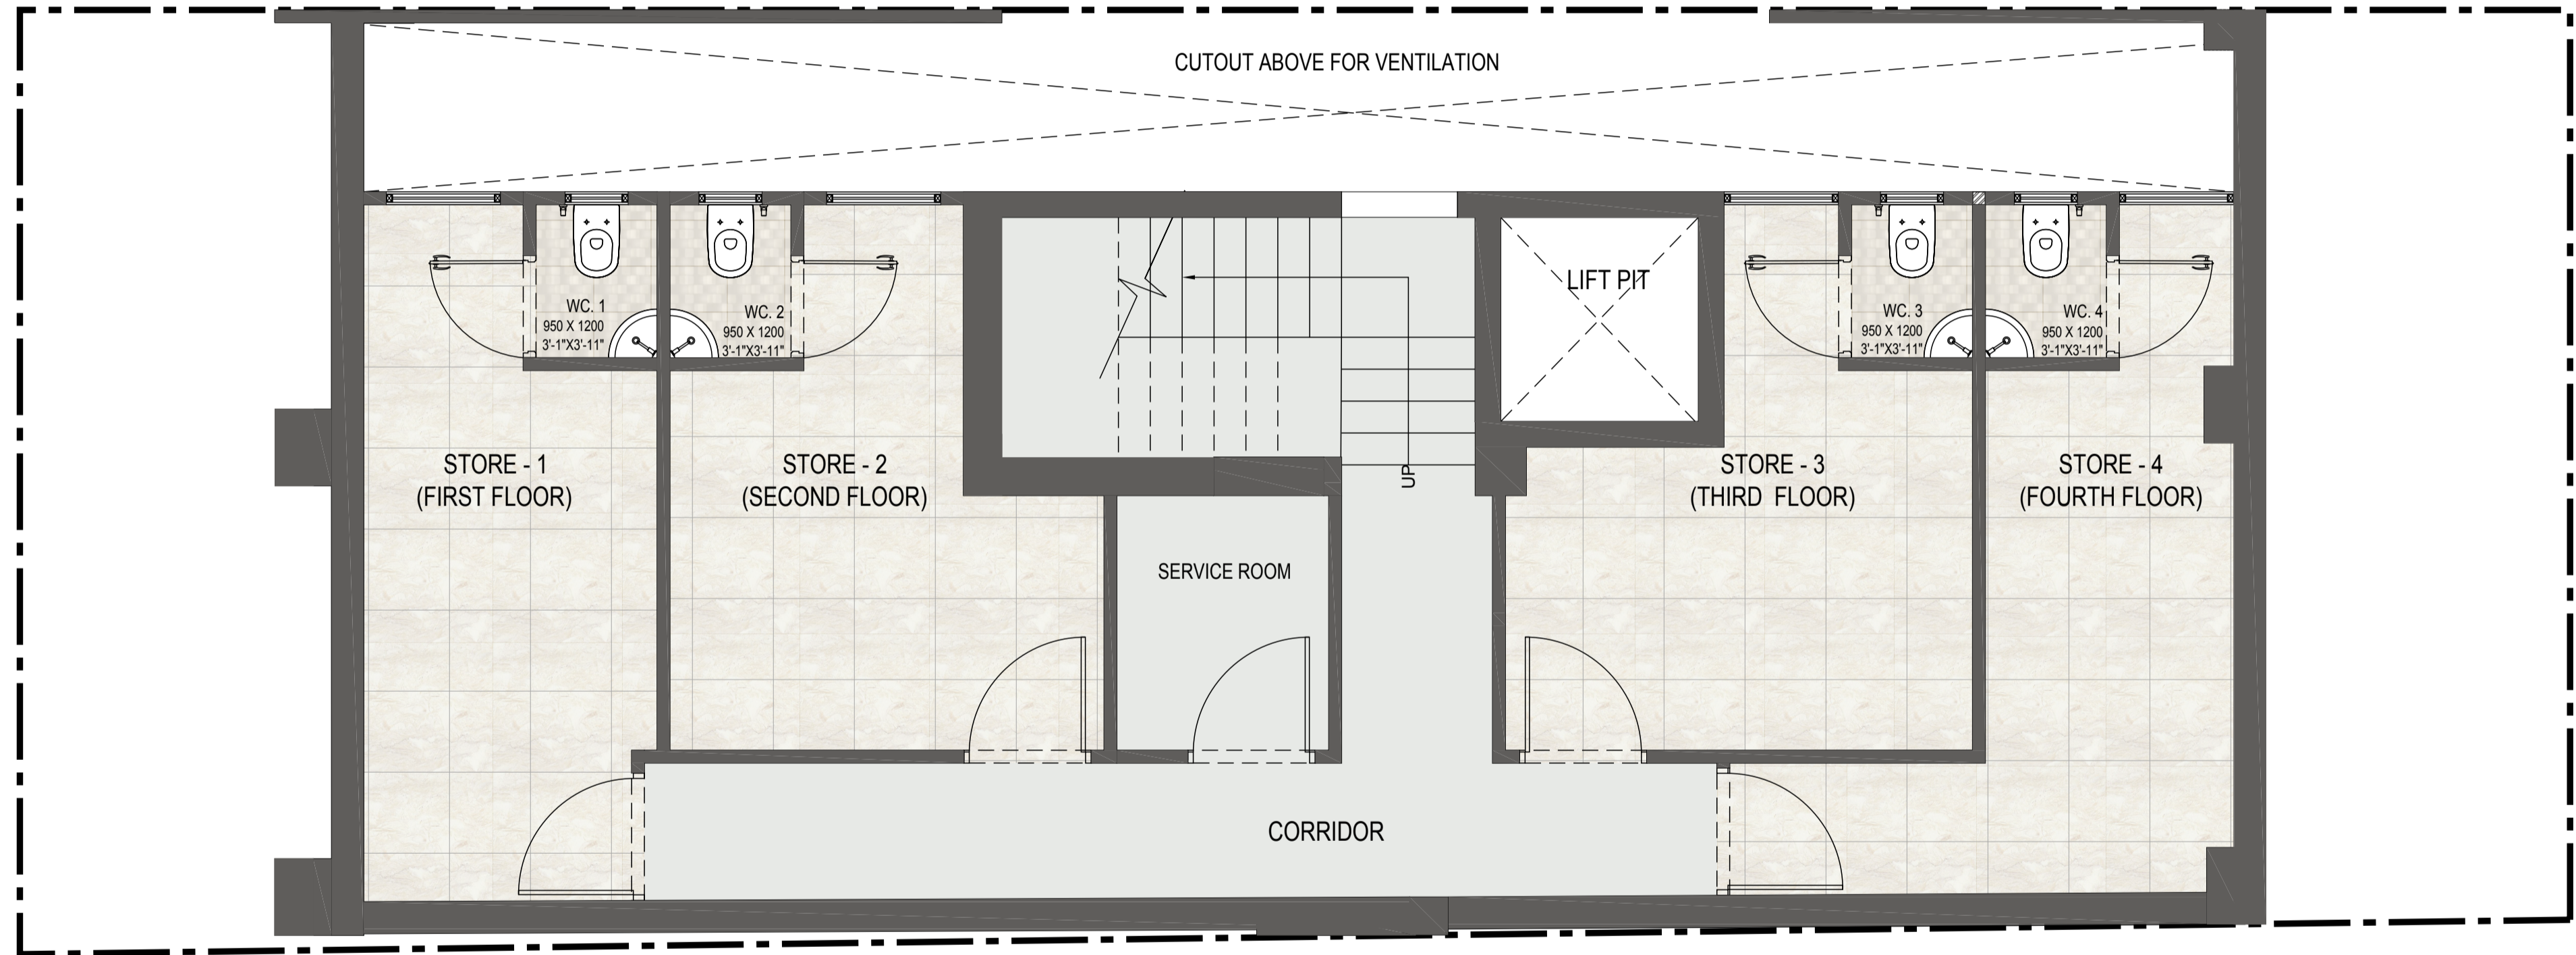 CUTOUT ABOVE FOR VENTILATION
LIFT PIT
WC. 1
950 X 1200
3'-1"X3'-11"
WC. 2
950 X 1200
3'-1"X3'-11"
WC. 3
950 X 1200
3'-1"X3'-11"
WC. 4
950 X 1200
3'-1"X3'-11"
STORE - 1
(FIRST FLOOR)
STORE - 2
(SECOND FLOOR)
UP
STORE - 3
(THIRD FLOOR)
STORE - 4
(FOURTH FLOOR)
SERVICE ROOM
CORRIDOR